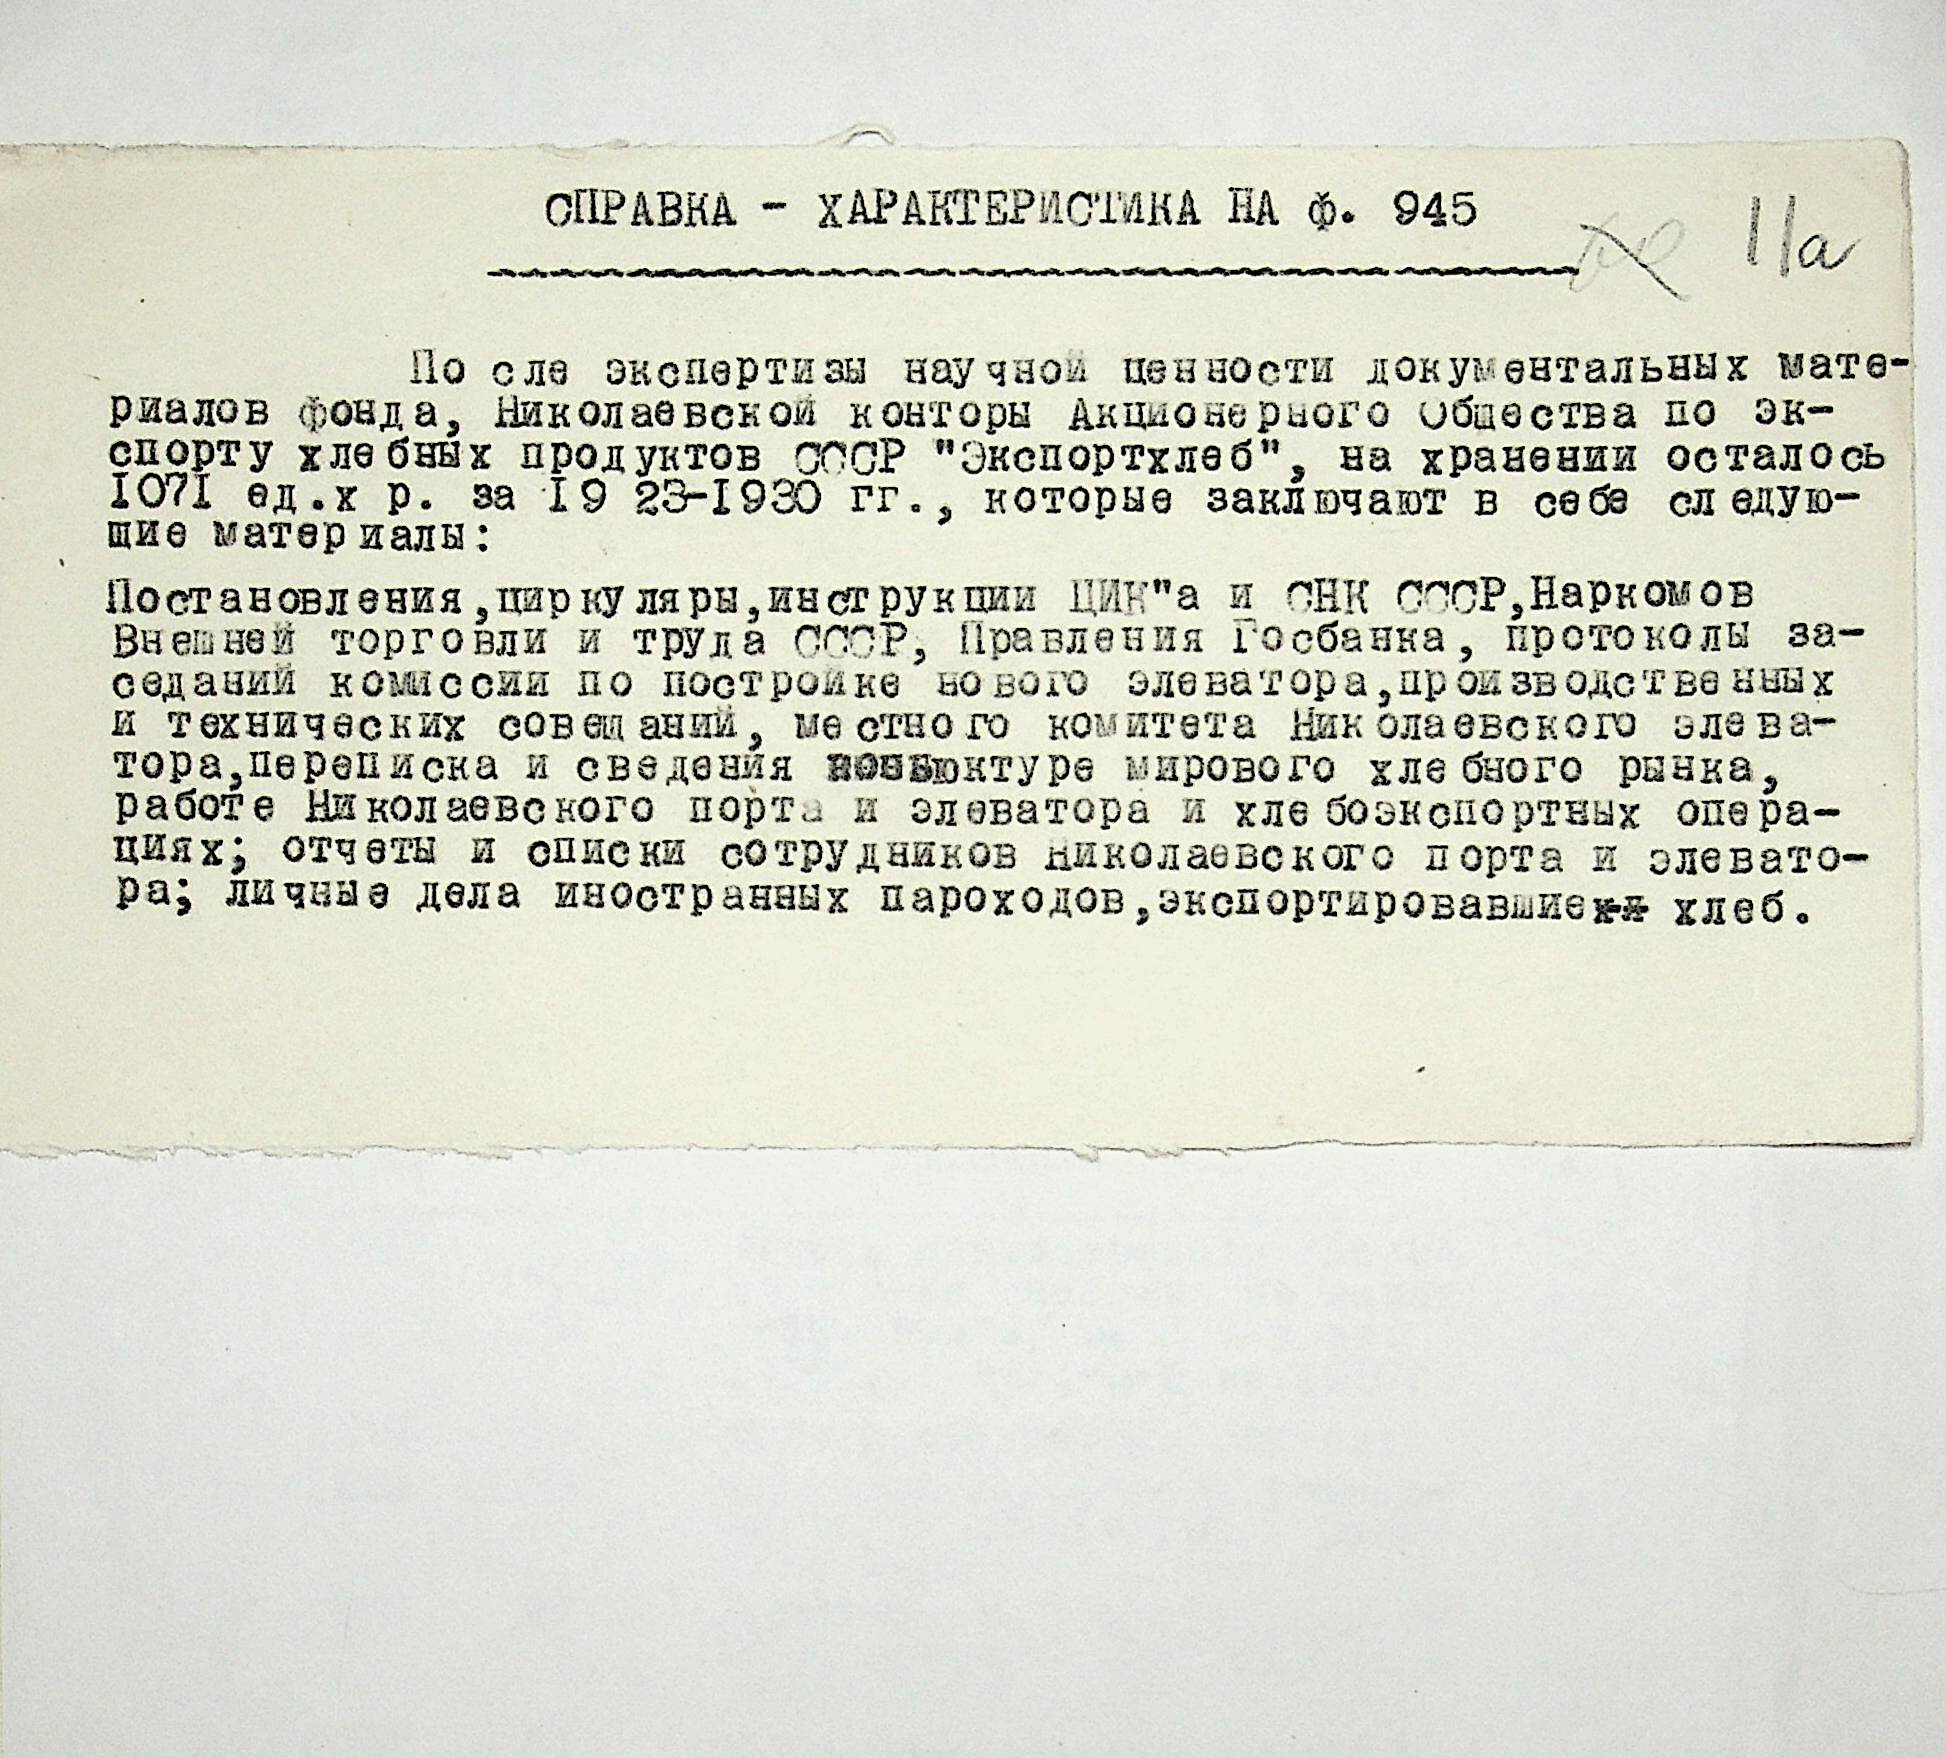 СПРАВКА - ХАРАКТЕРИСТИКА НА Ф. 945
11а
После экспертизы научной ценности документальных мате-
риалов фонда, Николаевской конторы Акционерного Общества по эк-
спорту хлебных продуктов СССР "Экспортхлеб", на хранении осталось
1071 ед.хр. за 1923-1930 гг., которые заключают в себе следую-
щие материалы:
Постановления,циркуляры,инструкции ЦИК"а и СНК СССР,Наркомов
Внешней торговли и труда СССР, Правления Госбанка, протоколы за-
седаний комиссии по постройке нового элеватора,производственных
и технических совещаний, местного комитета Николаевского элева-
тора,переписка и сведения конъюктуре мирового хлебного рынка,
работе Николаевского порта и элеватора и хлебоэкспортных опера-
циях; отчеты и списки сотрудников Николаевского порта и элевато-
ра; личные дела иностранных пароходов,экспортировавшие хлеб.